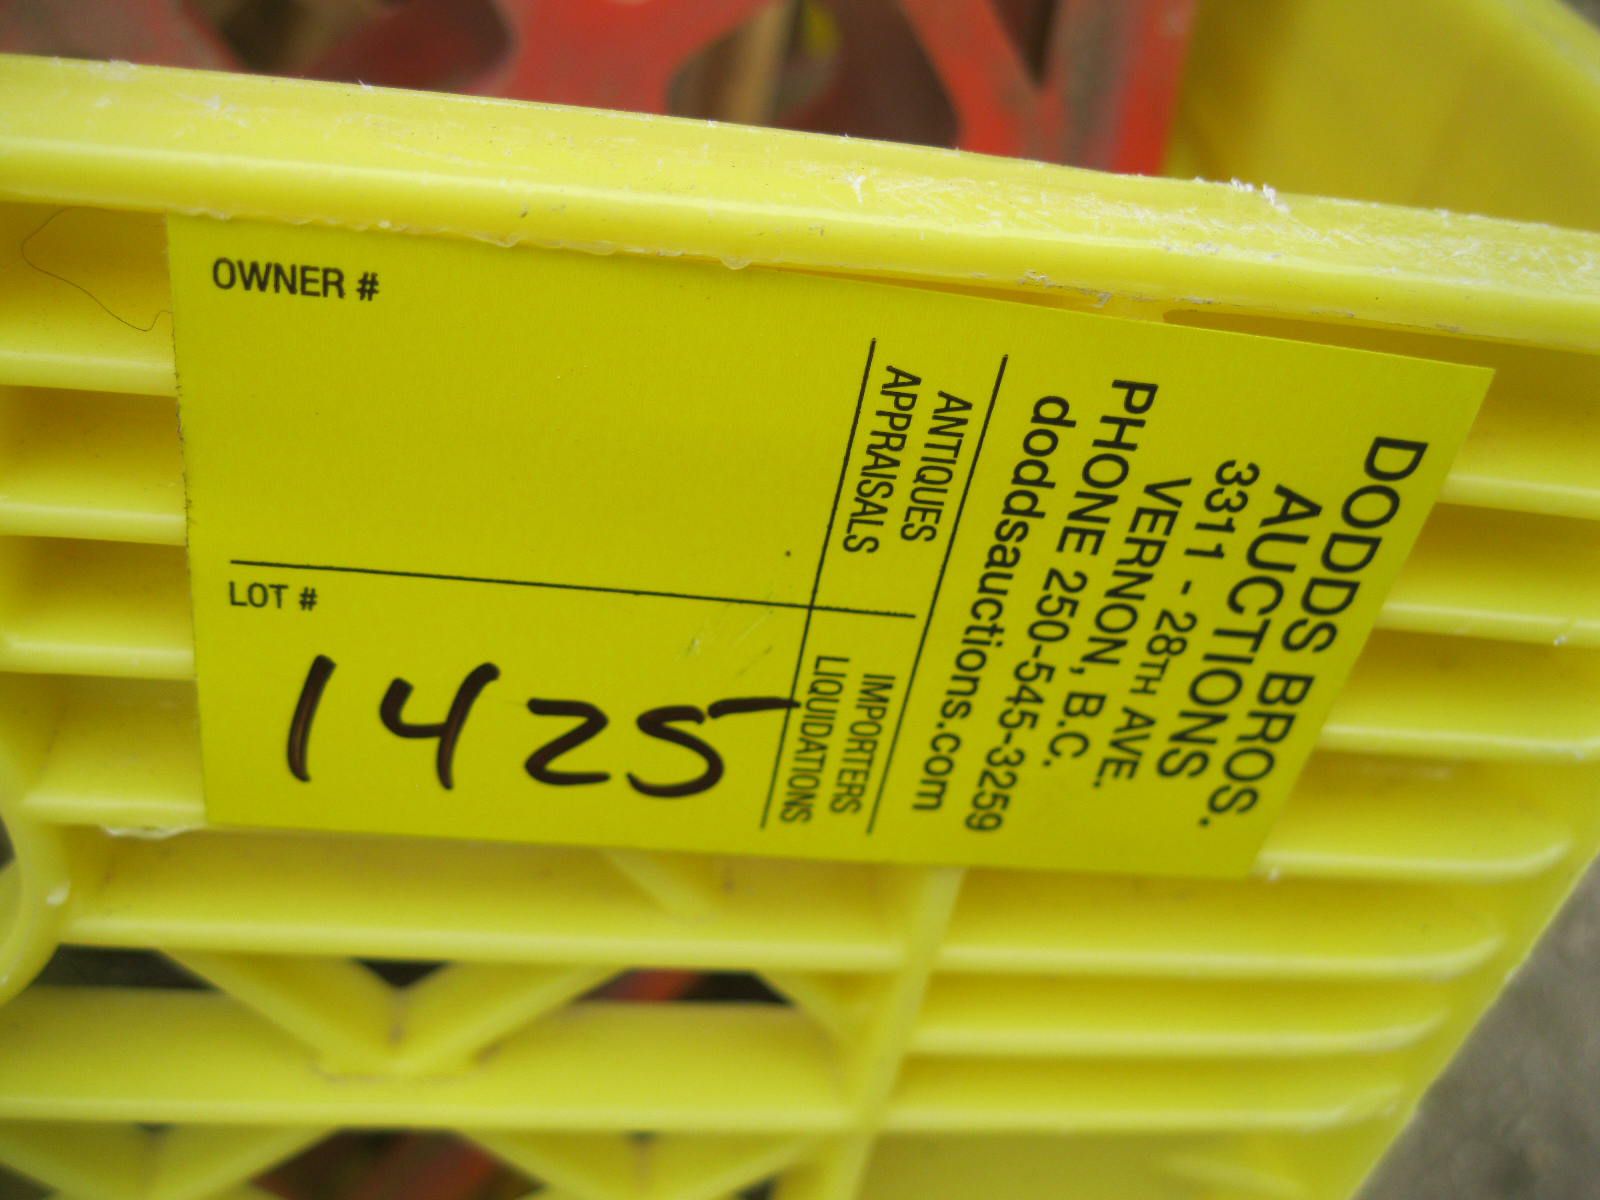 DODDS BROS.
AUCTIONS
3311 - 28TH AVE.
VERNON, B.C.
PHONE 250-545-3259
doddsauctions.com
ANTIQUES
APPRAISALS
IMPORTERS
LIQUIDATIONS
OWNER #
LOT #
1425